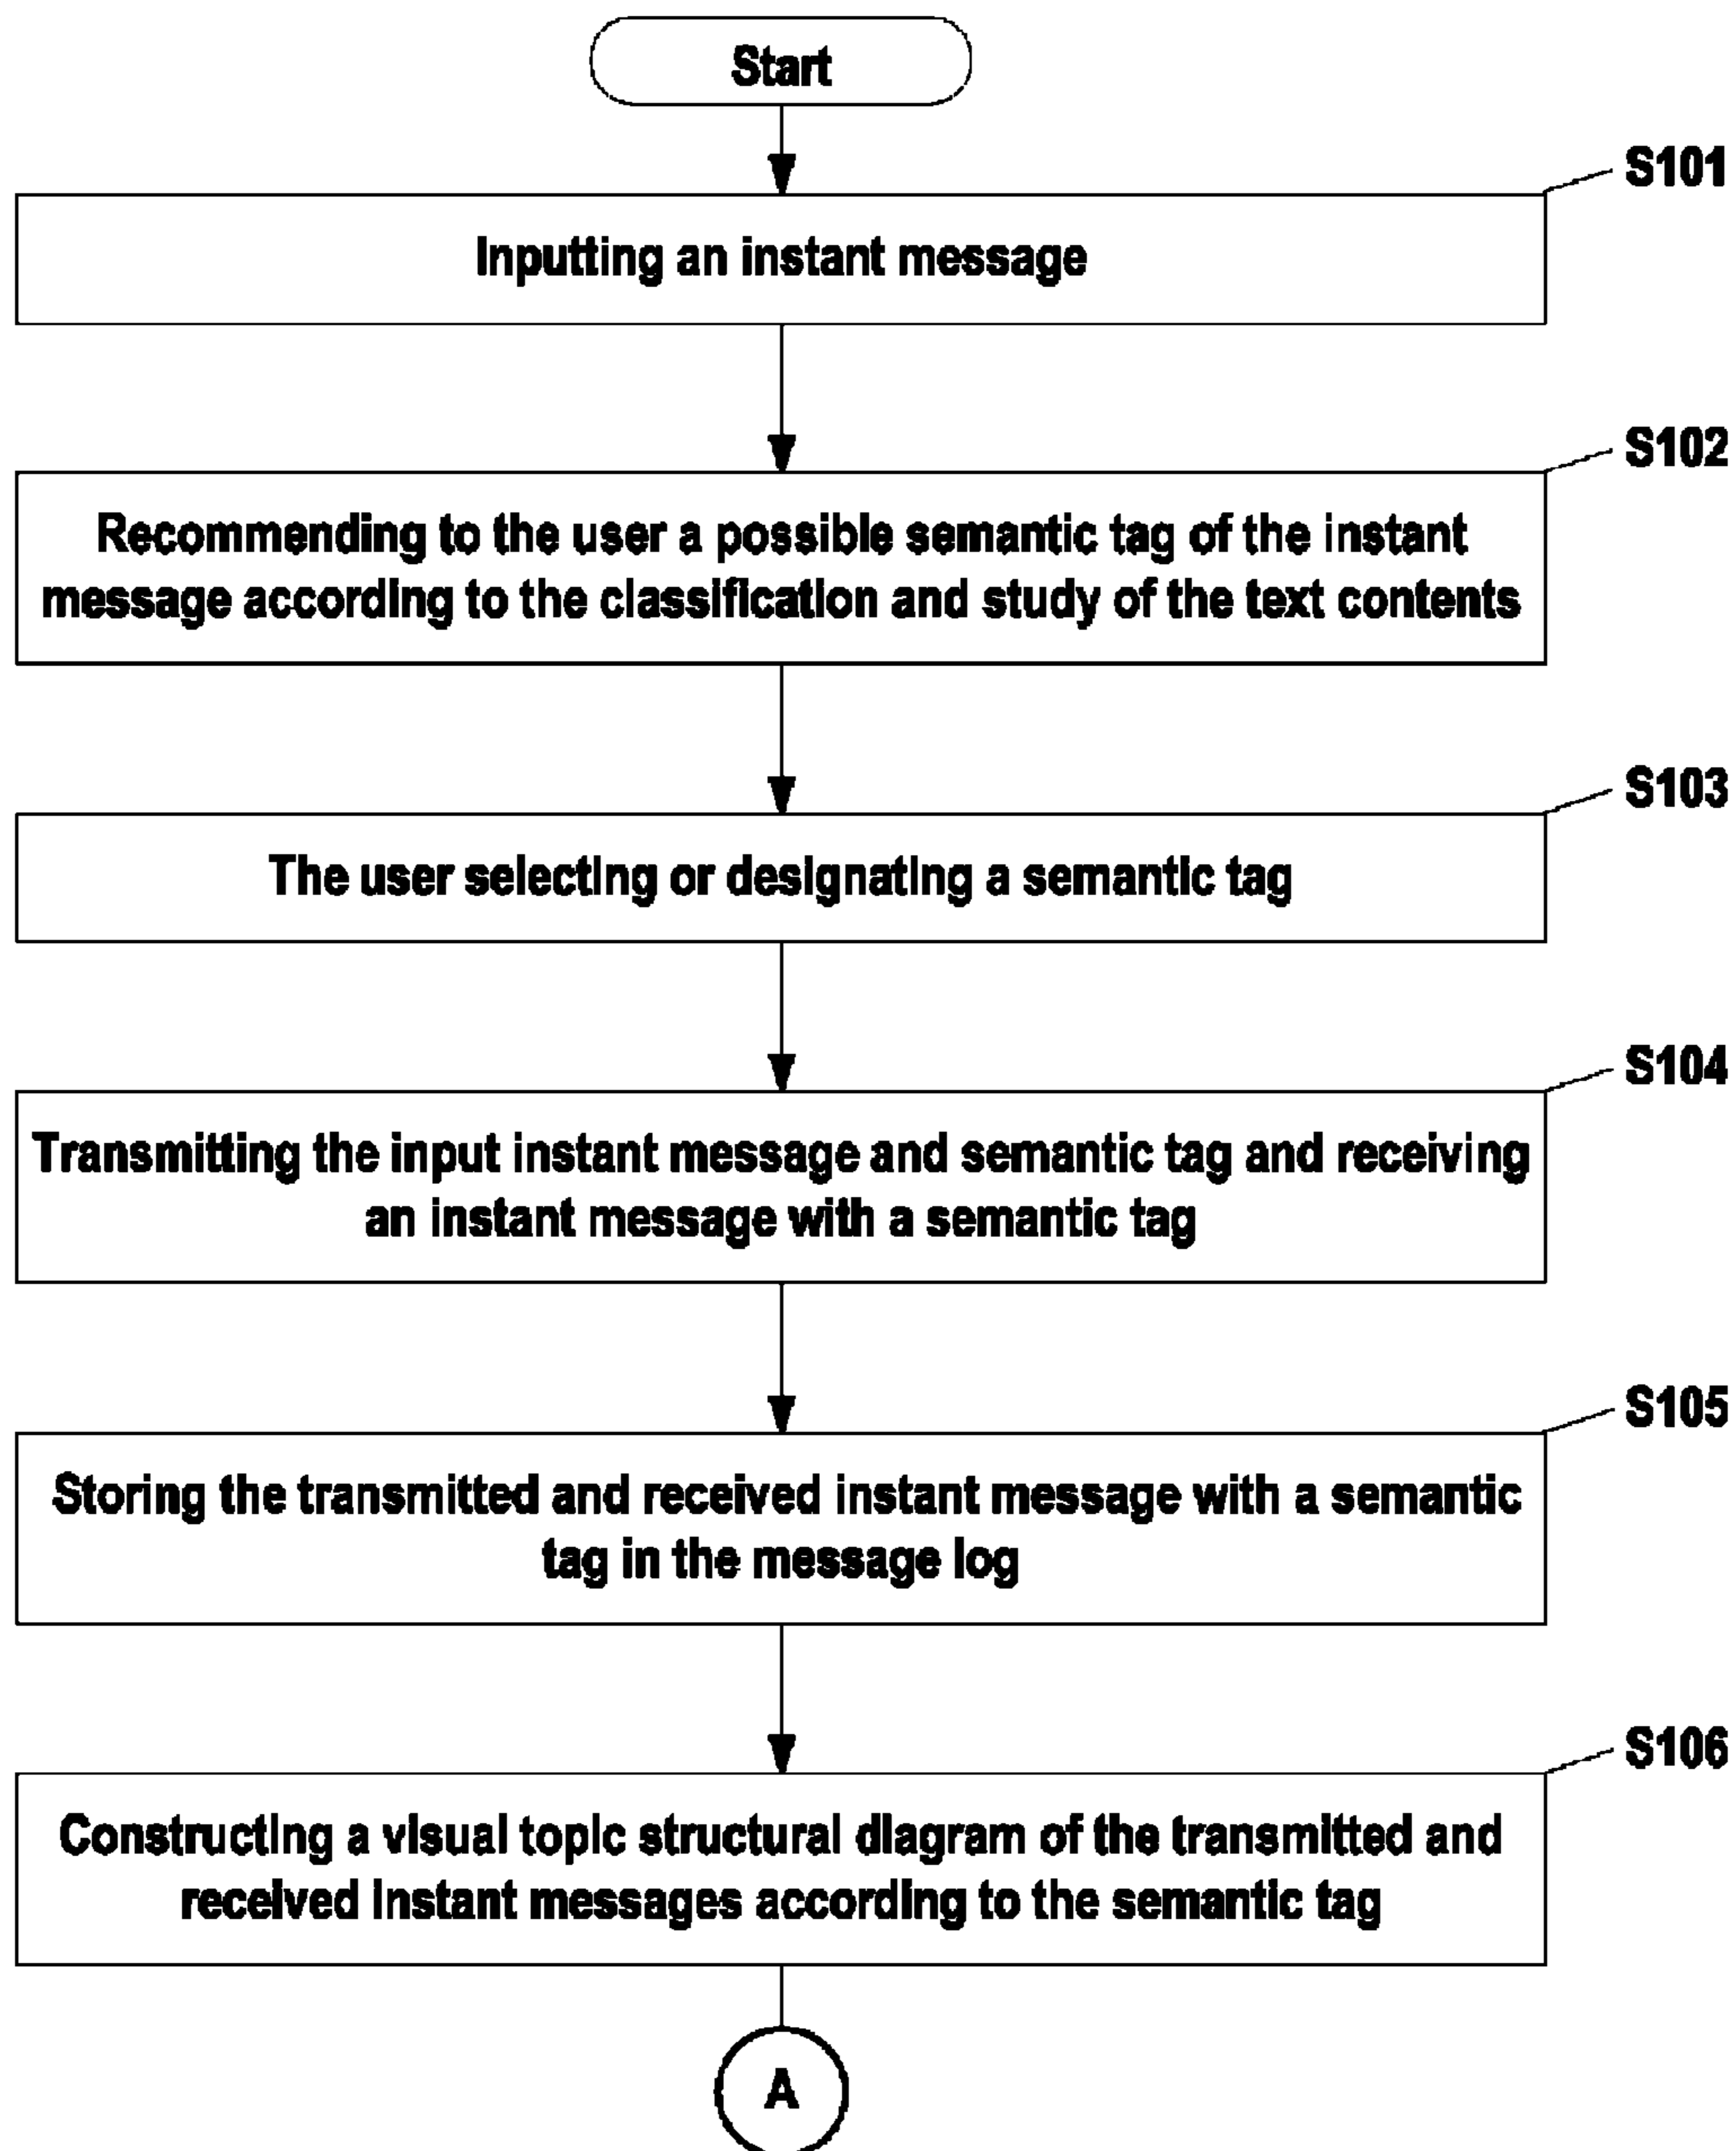 Start
S101
Inputting an instant message
S102
Recommending to the user a possible semantic tag of the instant
message according to the classification and study of the text contents
S103
The user selecting or designating a semantic tag
S104
Transmitting the input instant message and semantic tag and receiving
an instant message with a semantic tag
S105
Storing the transmitted and received instant message with a semantic
tag in the message log
S106
Constructing a visual topic structural diagram of the transmitted and
received instant messages according to the semantic tag
A